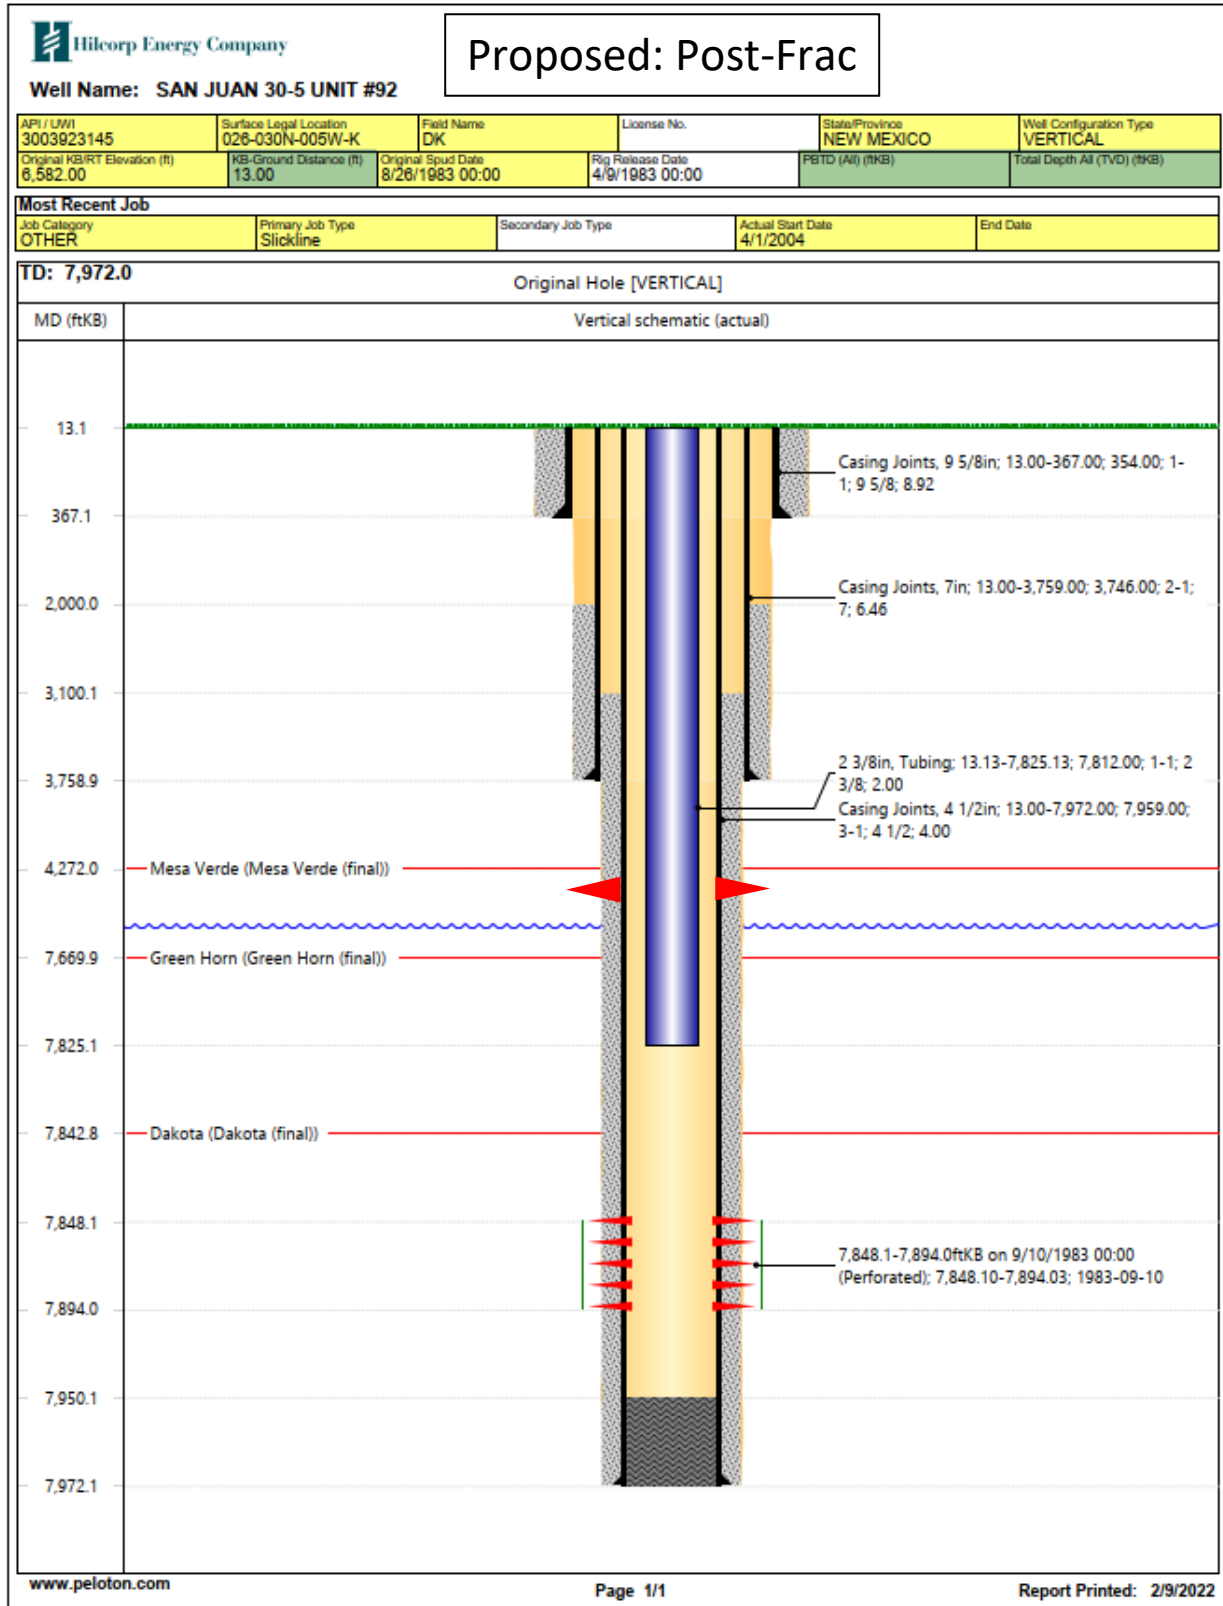 Hilcorp Energy Company
Proposed: Post-Frac
Well Name: SAN JUAN 30-5 UNIT #92
API / UWI
3003923145
Surface Legal Location
026-030N-005W-K
Field Name
DK
License No.
State/Province
NEW MEXICO
Well Configuration Type
VERTICAL
Original KB/RT Elevation (ft)
6,582.00
KB-Ground Distance (ft)
13.00
Original Spud Date
8/26/1983 00:00
Rig Release Date
4/9/1983 00:00
PBTD (All) (ftKB)
Total Depth All (TVD) (ftKB)
Most Recent Job
Job Category
OTHER
Primary Job Type
Slickline
Secondary Job Type
Actual Start Date
4/1/2004
End Date
TD: 7,972.0
Original Hole [VERTICAL]
MD (ftKB)
Vertical schematic (actual)
13.1
Casing Joints, 9 5/8in; 13.00-367.00; 354.00; 1-
1; 9 5/8; 8.92
367.1
Casing Joints, 7in; 13.00-3,759.00; 3,746.00; 2-1;
7; 6.46
2,000.0
3,100.1
2 3/8in, Tubing; 13.13-7,825.13; 7,812.00; 1-1; 2
3/8; 2.00
3,758.9
Casing Joints, 4 1/2in; 13.00-7,972.00; 7,959.00;
3-1; 4 1/2; 4.00
4,272.0
Mesa Verde (Mesa Verde (final))
7,669.9
Green Horn (Green Horn (final))
7,825.1
7,842.8
Dakota (Dakota (final))
7,848.1
7,848.1-7,894.0ftKB on 9/10/1983 00:00
(Perforated); 7,848.10-7,894.03; 1983-09-10
7,894.0
7,950.1
7,972.1
www.peloton.com
Page 1/1
Report Printed: 2/9/2022